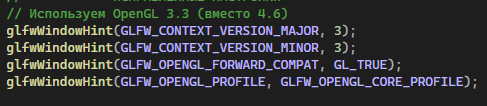 // Используем OpenGL 3.3 (вместо 4.6)
glfwWindowHint(GLFW_CONTEXT_VERSION_MAJOR, 3);
glfwWindowHint(GLFW_CONTEXT_VERSION_MINOR, 3);
glfwWindowHint(GLFW_OPENGL_FORWARD_COMPAT, GL_TRUE);
glfwWindowHint(GLFW_OPENGL_PROFILE, GLFW_OPENGL_CORE_PROFILE);